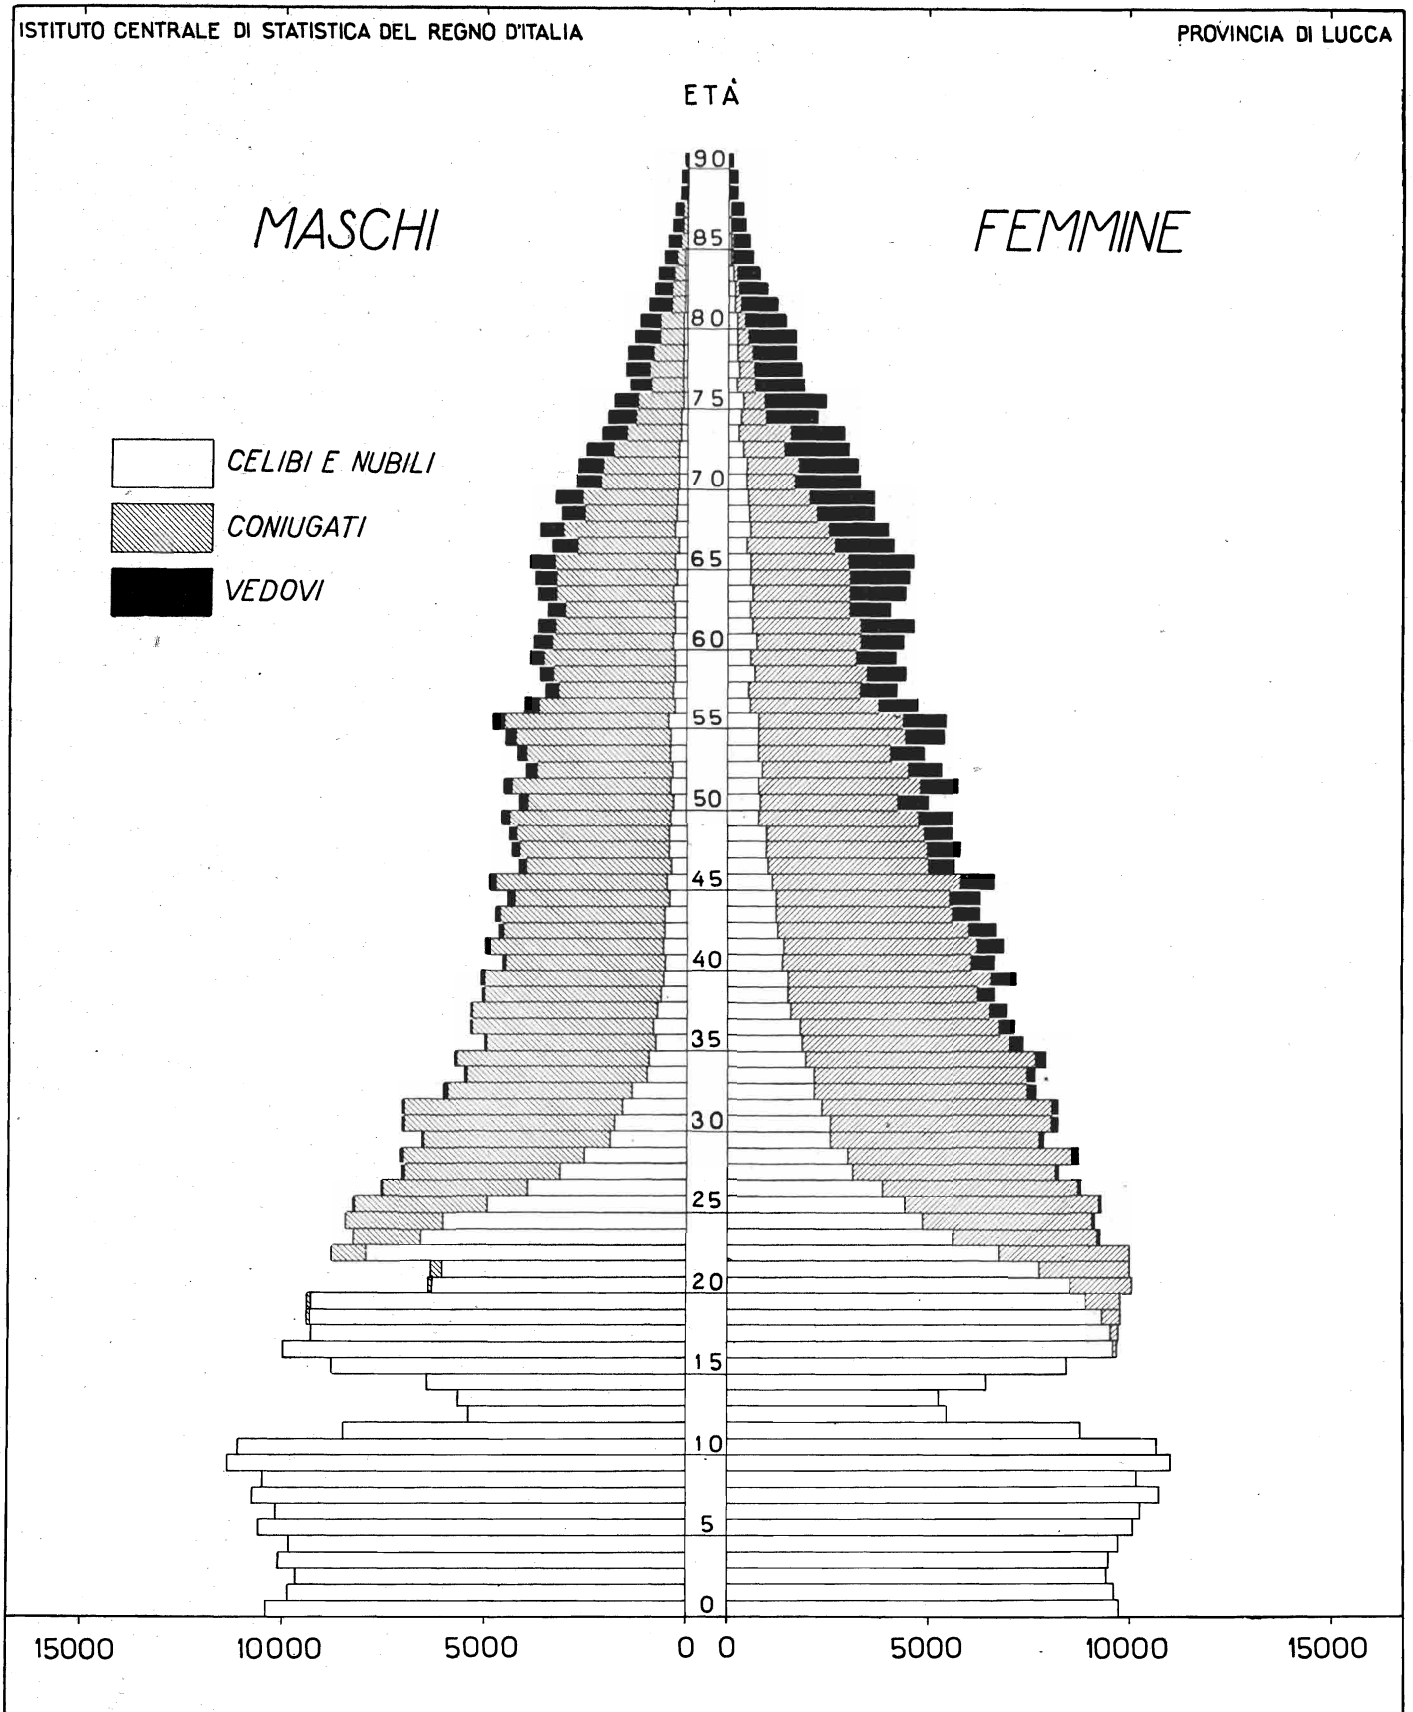 ISTITUTO CENTRALE DI STATISTICA DEL REGNO D'ITALIA
PROVINCIA DI LUCCA
ETÀ
MASCHI
FEMMINE
CELIBI E NUBILI
CONIUGATI
VEDOVI
90
85
80
75
70
65
60
55
50
45
40
35
30
25
20
15
10
5
0
15000 10000 5000 0 0 5000 10000 15000